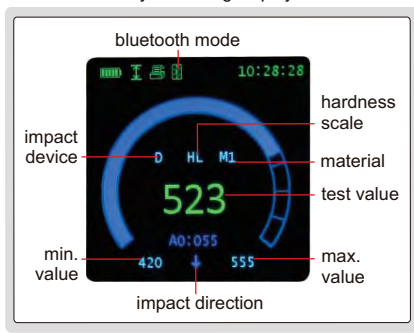 bluetooth mode
10:28:28
hardness
scale
impact
device
D HL M1
material
523
test value
A0:055
min.
value
420
555
max.
value
impact direction